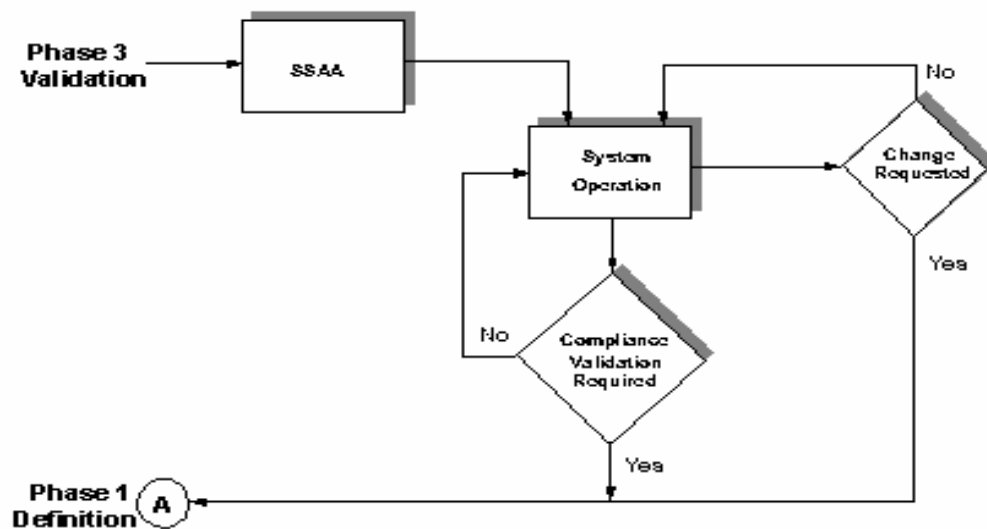 Phase 3
Validation
SSAA
No
System
Operation
Change
Requested
Yes
No
Compliance
Validation
Required
Yes
Phase 1
Definition
A